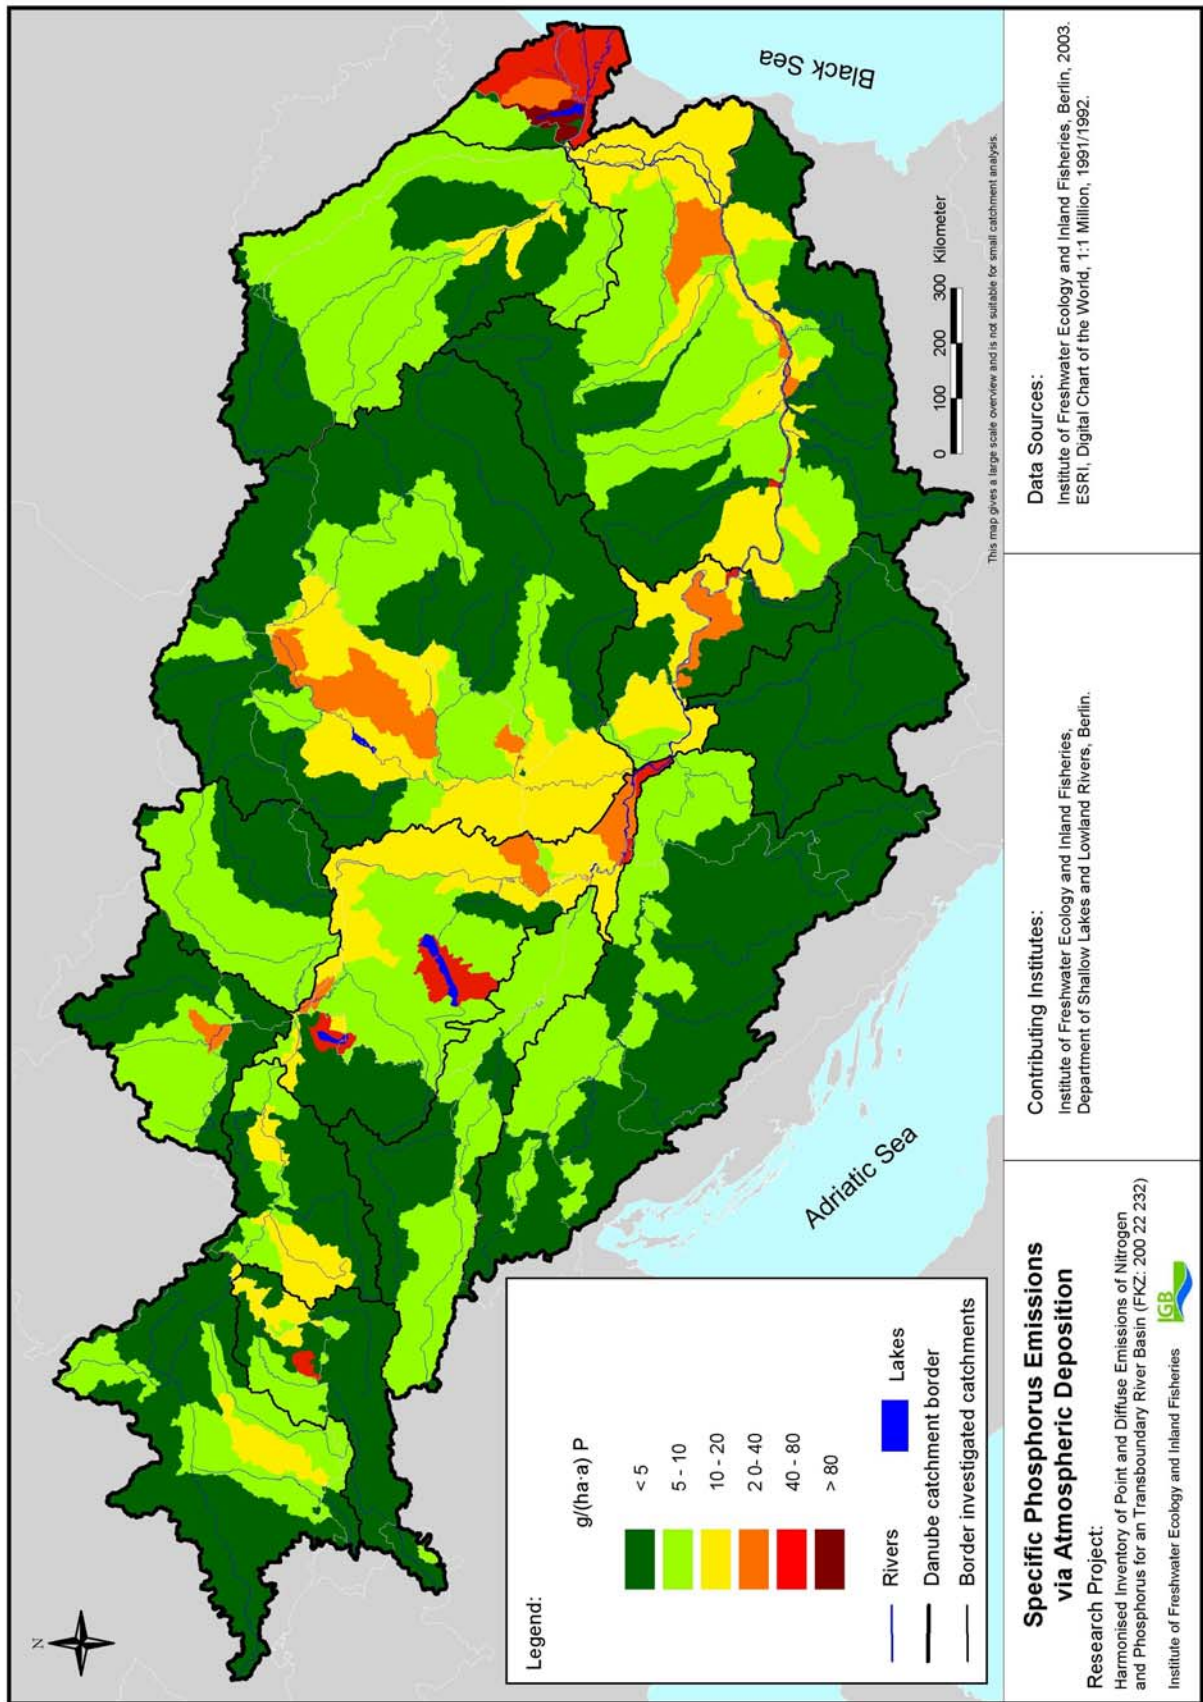 N
Black Sea
Adriatic Sea
0 100 200 300 Kilometer
This map gives a large scale overview and is not suitable for small catchment analysis.
Legend:
g/(ha·a) P
< 5
5 - 10
10 - 20
2 0- 40
40 - 80
> 80
Rivers
Lakes
Danube catchment border
Border investigated catchments
Specific Phosphorus Emissions
via Atmospheric Deposition
Research Project:
Harmonised Inventory of Point and Diffuse Emissions of Nitrogen
and Phosphorus for an Transboundary River Basin (FKZ: 200 22 232)
Institute of Freshwater Ecology and Inland Fisheries
IGB
Contributing Institutes:
Institute of Freshwater Ecology and Inland Fisheries,
Department of Shallow Lakes and Lowland Rivers, Berlin.
Data Sources:
Institute of Freshwater Ecology and Inland Fisheries, Berlin, 2003.
ESRI, Digital Chart of the World, 1:1 Million, 1991/1992.